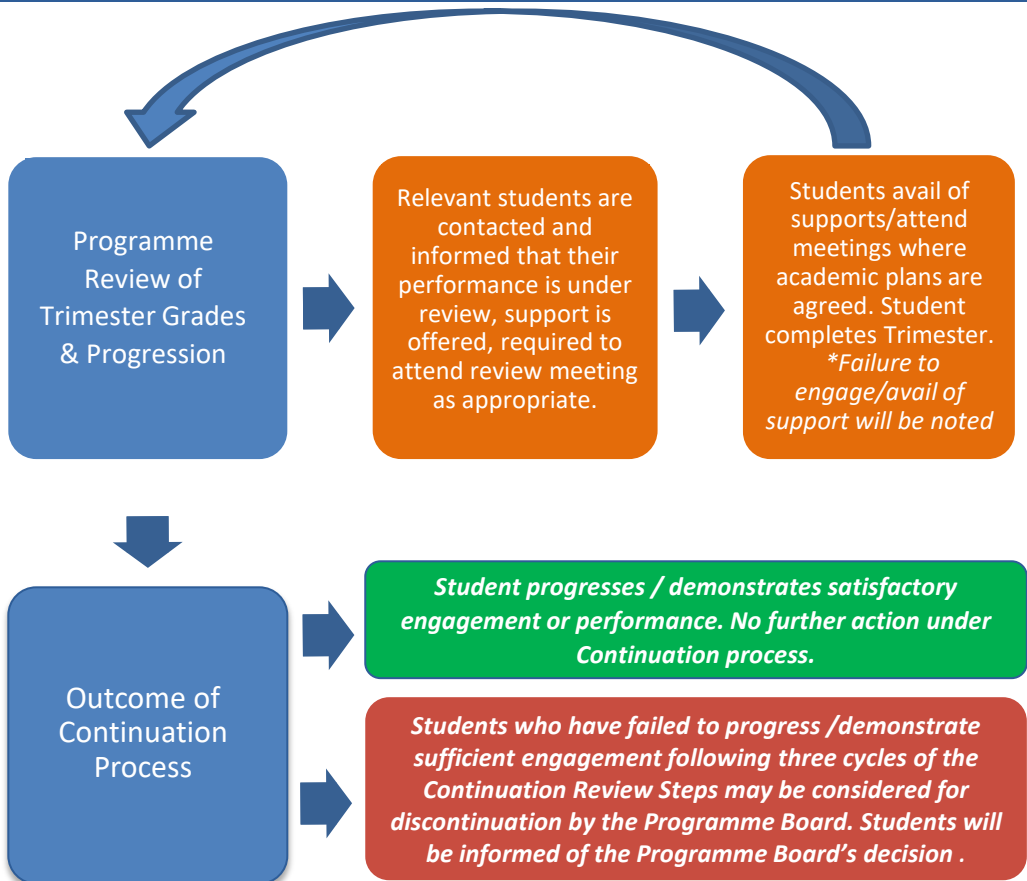 Programme
Review of
Trimester Grades
& Progression
Relevant students are
contacted and
informed that their
performance is under
review, support is
offered, required to
attend review meeting
as appropriate.
Students avail of
supports/attend
meetings where
academic plans are
agreed. Student
completes Trimester.
*Failure to
engage/avail of
support will be noted
Outcome of
Continuation
Process
Student progresses / demonstrates satisfactory
engagement or performance. No further action under
Continuation process.
Students who have failed to progress /demonstrate
sufficient engagement following three cycles of the
Continuation Review Steps may be considered for
discontinuation by the Programme Board. Students will
be informed of the Programme Board’s decision .